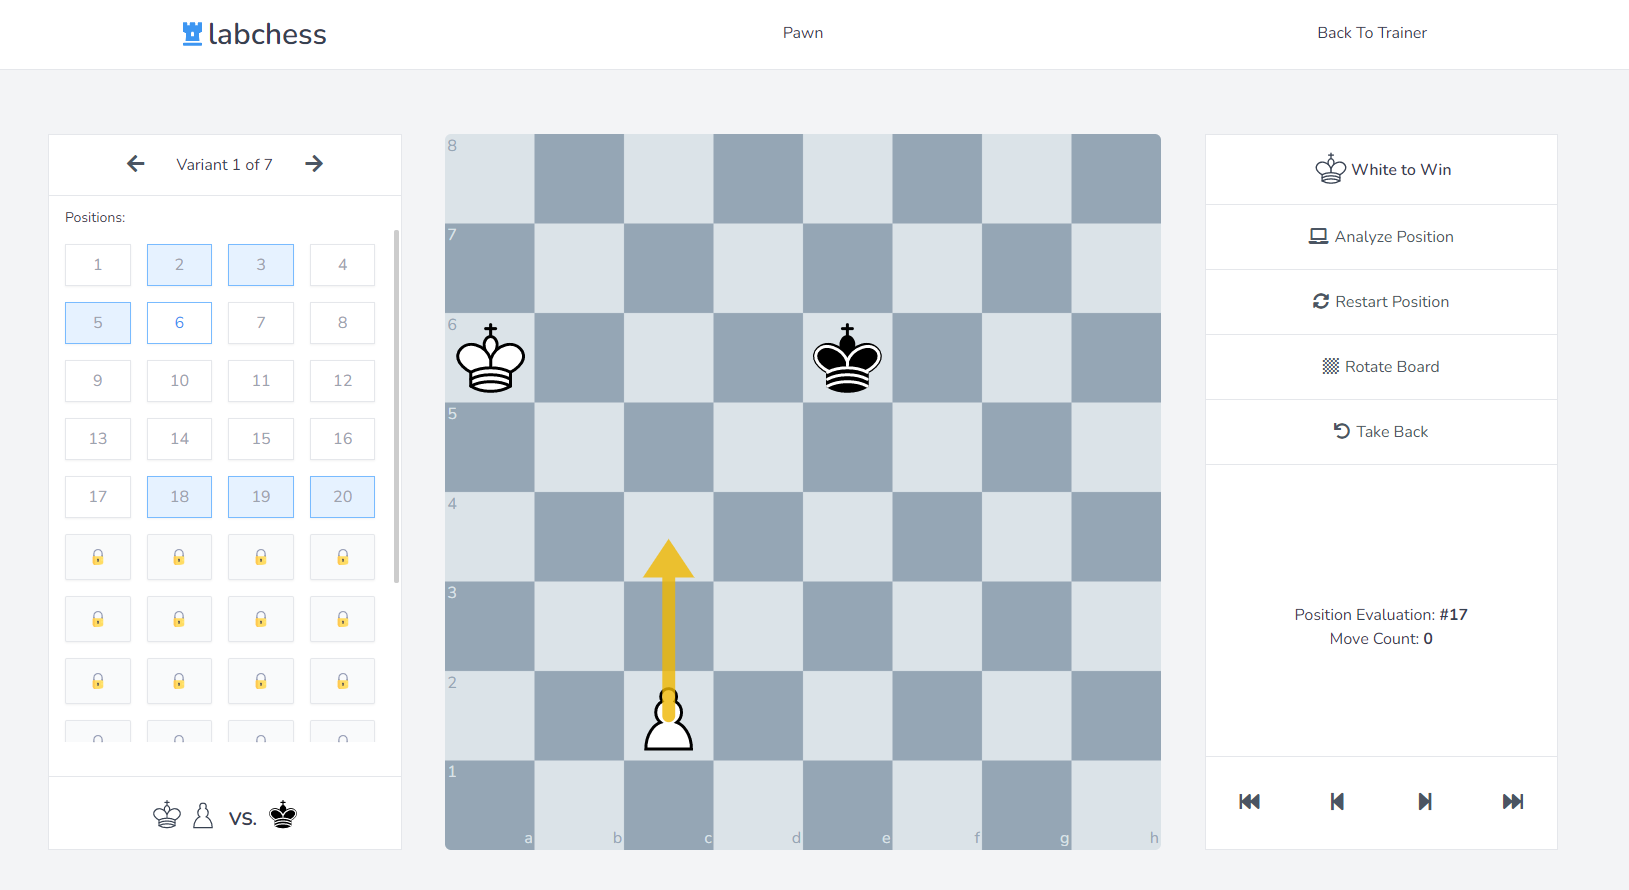 labchess
Pawn
Back To Trainer
Variant 1 of 7
Positions:
1 2 3 4
5 6 7 8
9 10 11 12
13 14 15 16
17 18 19 20
VS.
8
7
6
5
4
3
2
1
a b c d e f g h
White to Win
Analyze Position
Restart Position
Rotate Board
Take Back
Position Evaluation: #17
Move Count: 0